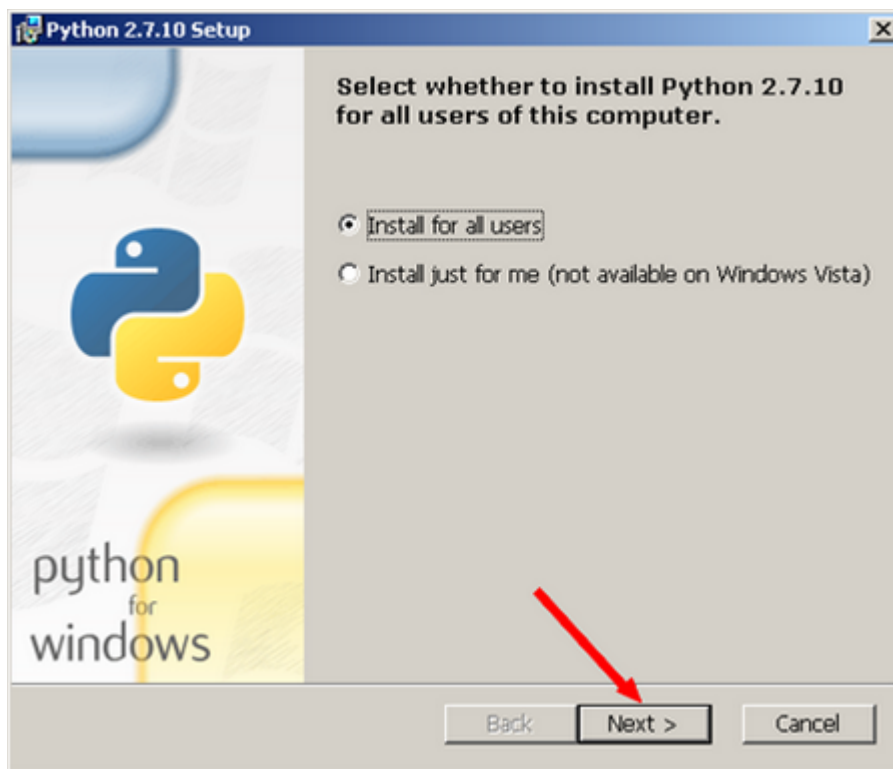 Python 2.7.10 Setup
Select whether to install Python 2.7.10
for all users of this computer.
Install for all users
Install just for me (not available on Windows Vista)
python
for
windows
Back
Next >
Cancel